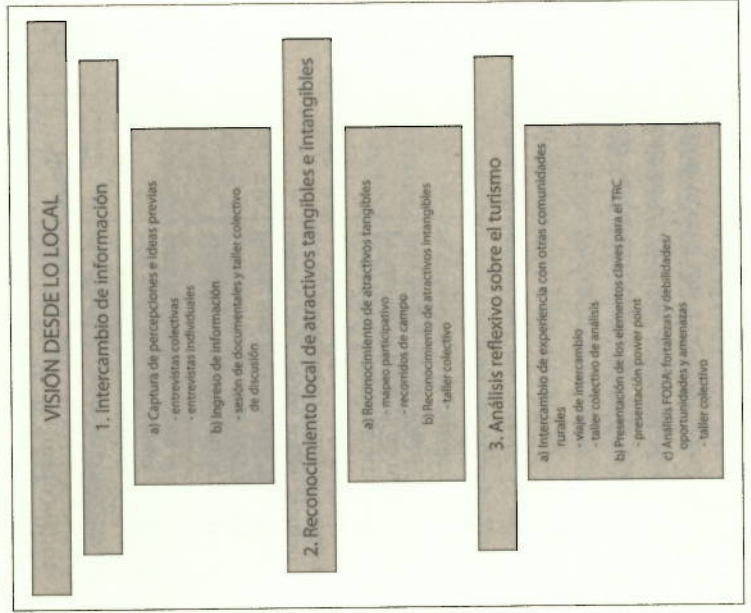 VISIÓN DESDE LO LOCAL
1. Intercambio de información
a) Captura de percepciones e ideas previas
- entrevistas colectivas
- entrevistas individuales
b) Ingreso de información
- sesión de documentales y taller colectivo
de discusión
2. Reconocimiento local de atractivos tangibles e intangibles
a) Reconocimiento de atractivos tangibles
- mapeo participativo
- recorridos de campo
b) Reconocimiento de atractivos intangibles
- taller colectivo
3. Análisis reflexivo sobre el turismo
a) Intercambio de experiencia con otras comunidades
rurales
- viaje de intercambio
- taller colectivo de análisis
b) Presentación de los elementos claves para el TRC
- presentación power point
c) Análisis FODA; fortalezas y debilidades/
oportunidades y amenazas
- taller colectivo